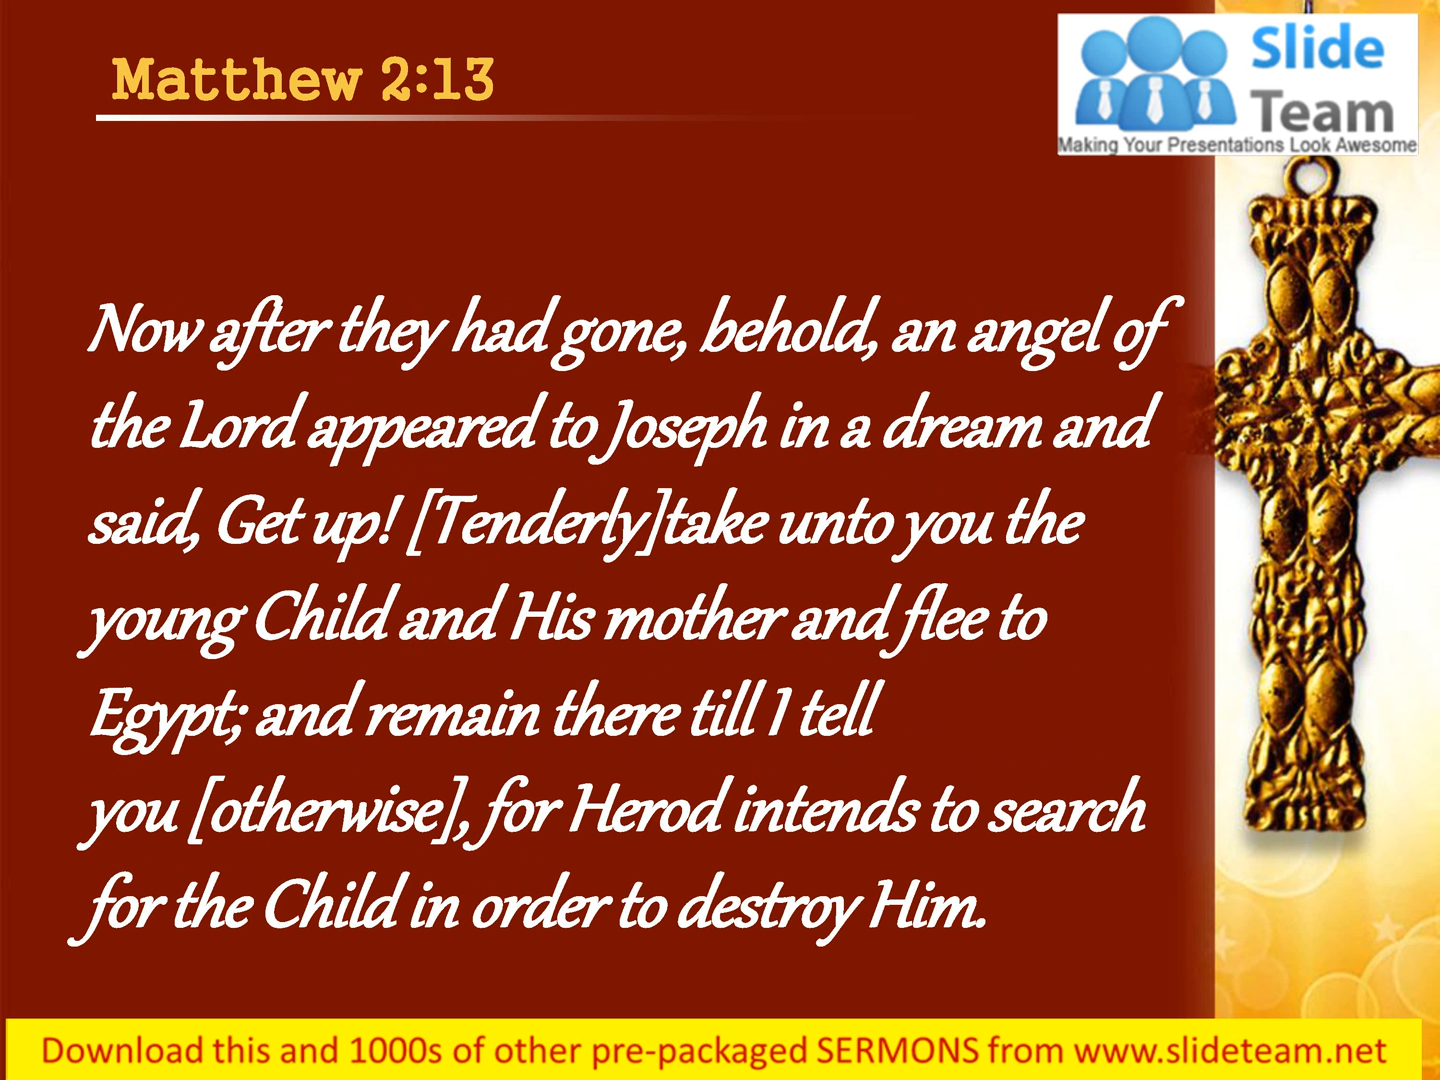 Matthew 2:13
Slide
Team
Making Your Presentations Look Awesome
Now after they had gone, behold, an angel of
the Lord appeared to Joseph in a dream and
said, Get up! [Tenderly]take unto you the
young Child and His mother and flee to
Egypt; and remain there till I tell
you [otherwise], for Herod intends to search
for the Child in order to destroy Him.
Download this and 1000s of other pre-packaged SERMONS from www.slideteam.net